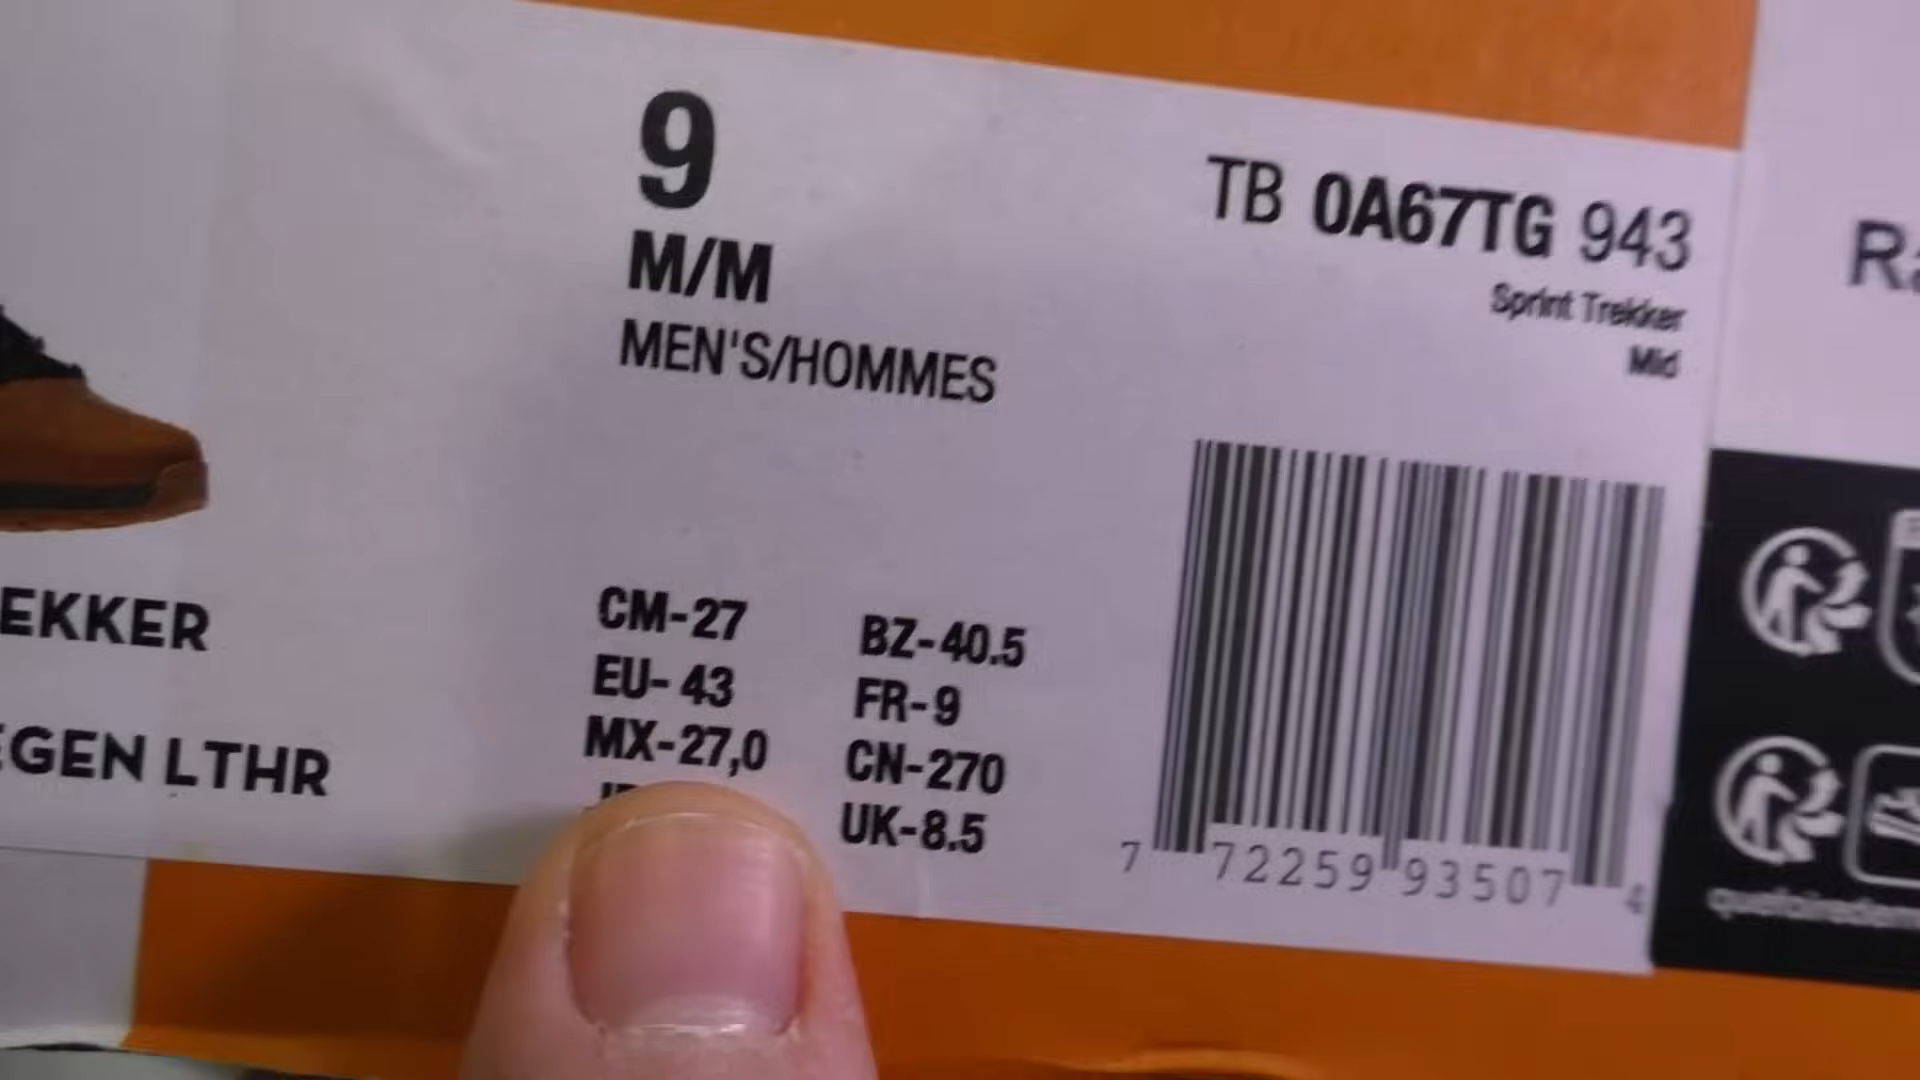 9
M/M
MEN'S/HOMMES
TB 0A67TG 943
Sprint Trekker
Mid
EKKER
EGEN LTHR
CM-27
EU- 43
MX-27,0
BZ-40.5
FR-9
CN-270
UK-8.5
7 72259 93507 4
Ra